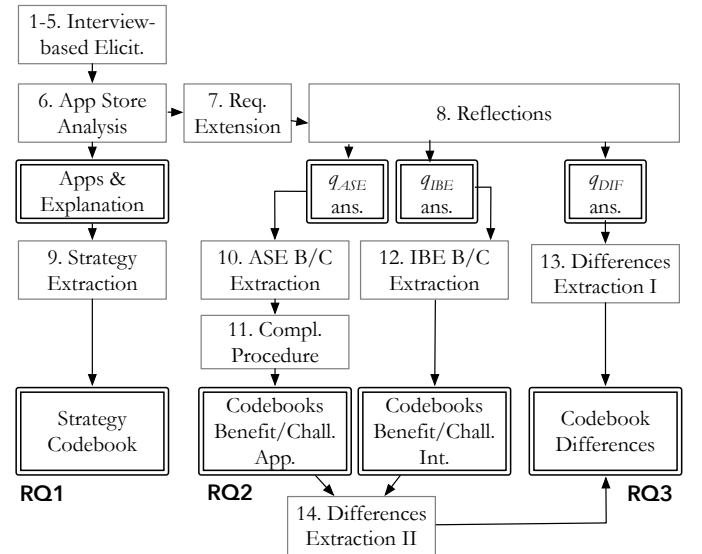 1-5. Interview-
based Elicit.
6. App Store
Analysis
7. Req.
Extension
8. Reflections
Apps &
Explanation
qASE
ans.
qIBE
ans.
qDIF
ans.
9. Strategy
Extraction
10. ASE B/C
Extraction
12. IBE B/C
Extraction
13. Differences
Extraction I
11. Compl.
Procedure
Strategy
Codebook
Codebooks
Benefit/Chall.
App.
Codebooks
Benefit/Chall.
Int.
Codebook
Differences
RQ1
RQ2
RQ3
14. Differences
Extraction II